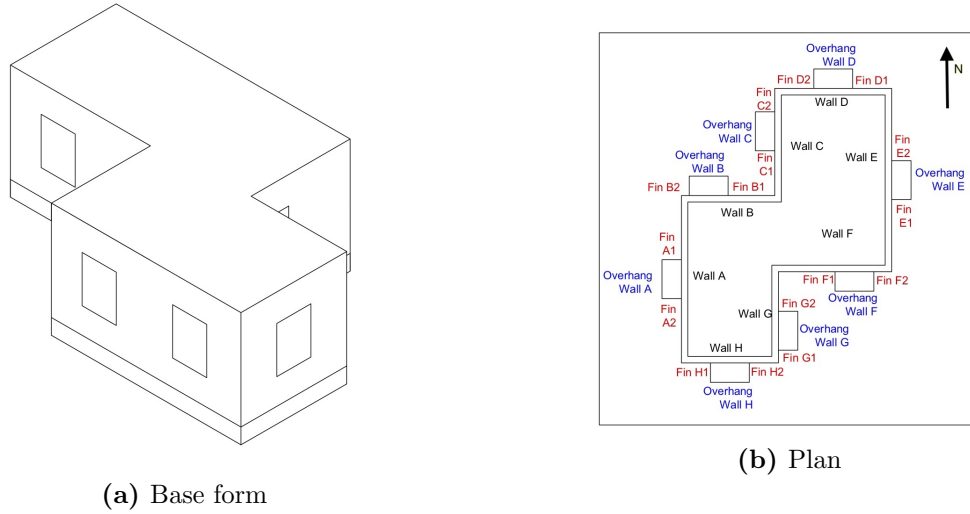 Overhang
Wall D
Fin D2
Fin D1
N
Fin
C2
Wall D
Overhang
Wall C
Wall C
Wall E
Fin
E2
Fin
C1
Overhang
Wall B
Overhang
Wall E
Fin B2
Fin B1
Wall B
Fin
E1
Fin
A1
Wall F
Overhang
Wall A
Wall A
Fin F1
Fin F2
Overhang
Wall F
Fin
A2
Wall G
Fin G2
Overhang
Wall G
Wall H
Fin G1
Fin H1
Fin H2
Overhang
Wall H
(b) Plan
(a) Base form